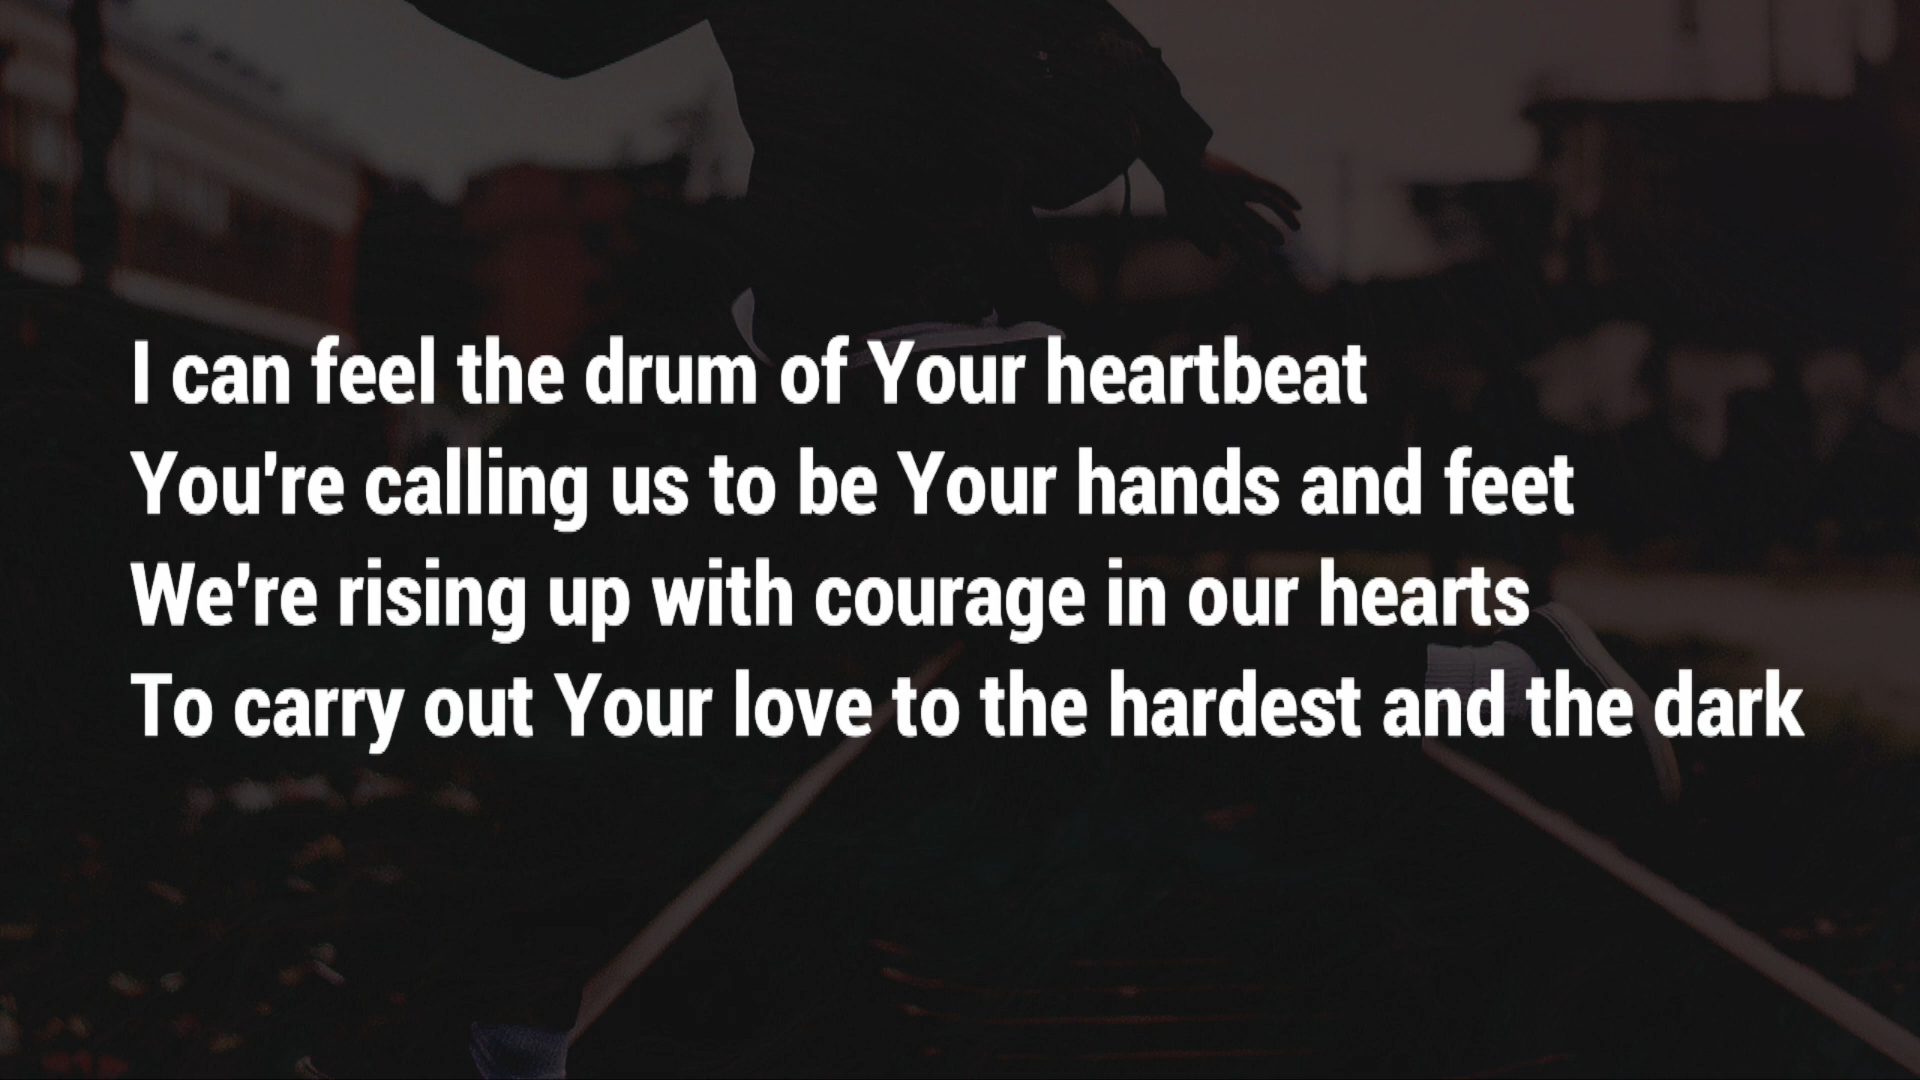 I can feel the drum of Your heartbeat
You're calling us to be Your hands and feet
We're rising up with courage in our hearts
To carry out Your love to the hardest and the dark